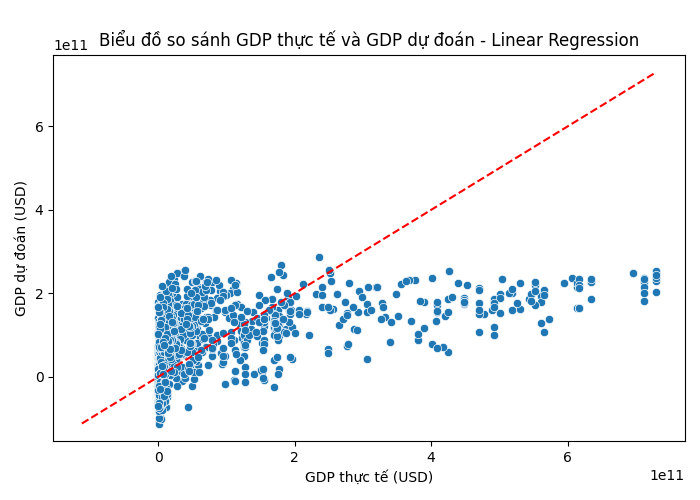 Biểu đồ so sánh GDP thực tế và GDP dự đoán - Linear Regression
1e11
GDP dự đoán (USD)
6
4
2
0
0 2 4 6
1e11
GDP thực tế (USD)